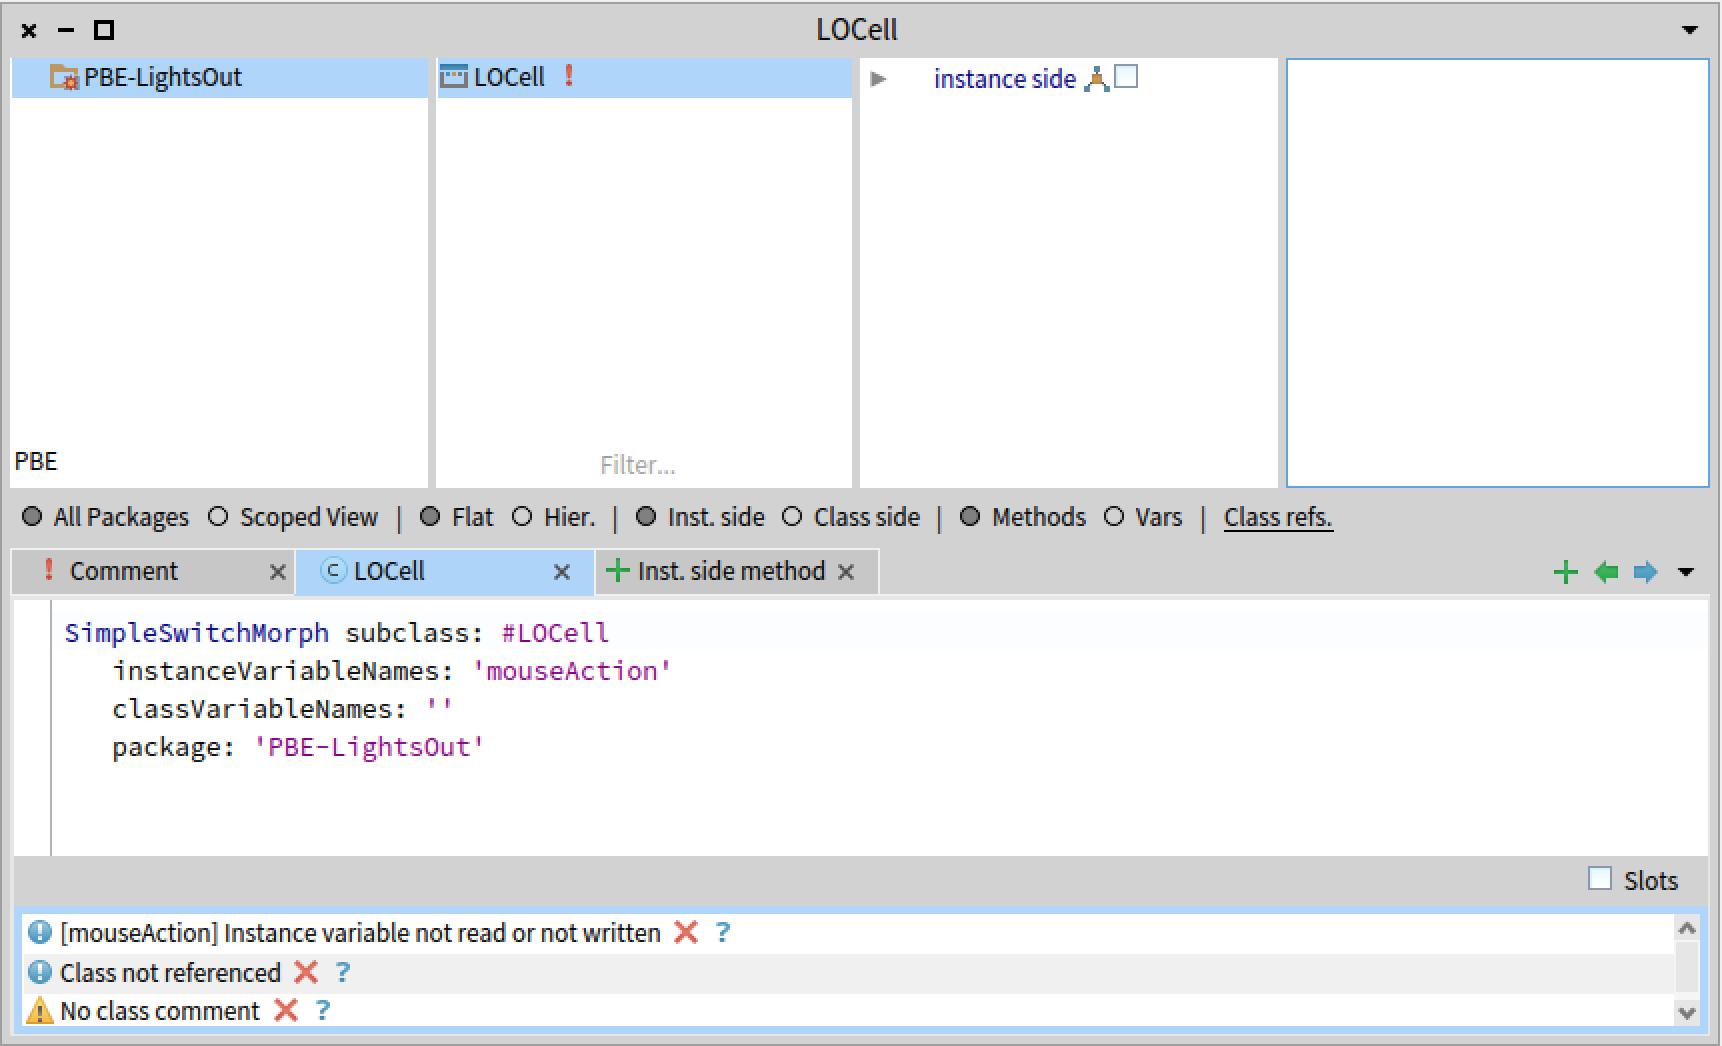 LOCell
PBE-LightsOut
LOCell !
instance side
PBE
Filter...
All Packages Scoped View | Flat Hier. | Inst. side Class side | Methods Vars | Class refs.
! Comment C LOCell Inst. side method
SimpleSwitchMorph subclass: #LOCell
instanceVariableNames: 'mouseAction'
classVariableNames: ''
package: 'PBE-LightsOut'
Slots
[mouseAction] Instance variable not read or not written ?
Class not referenced ?
No class comment ?